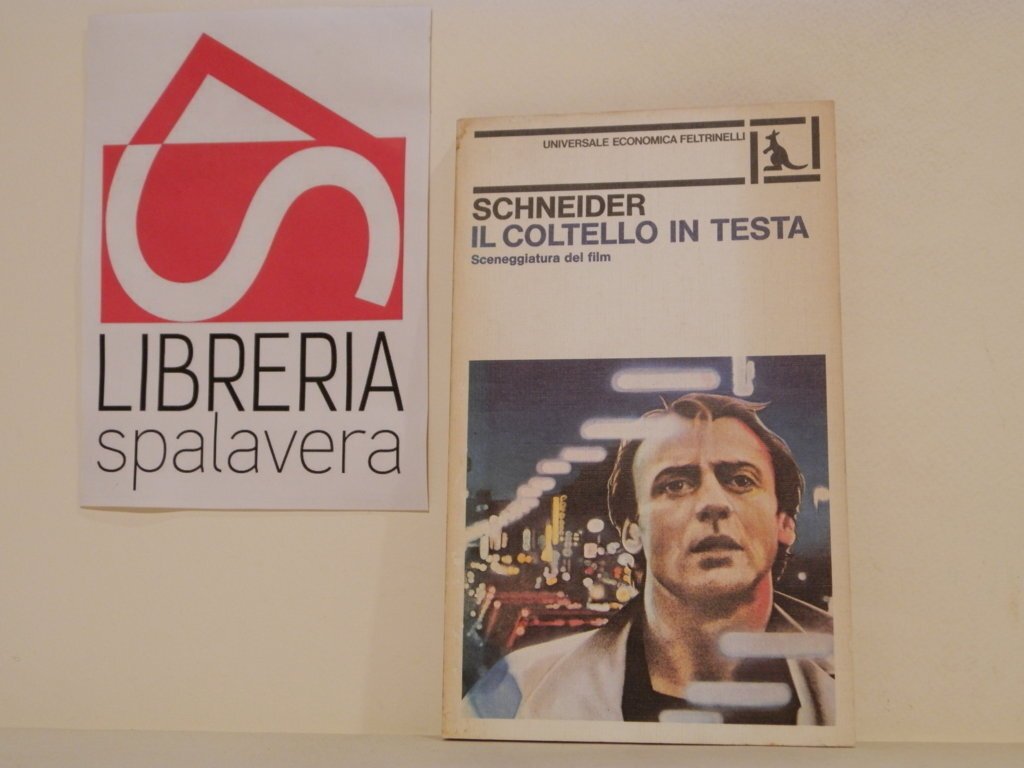 LIBRERIA
spalavera
UNIVERSALE ECONOMICA FELTRINELLI
SCHNEIDER
IL COLTELLO IN TESTA
Sceneggiatura del film